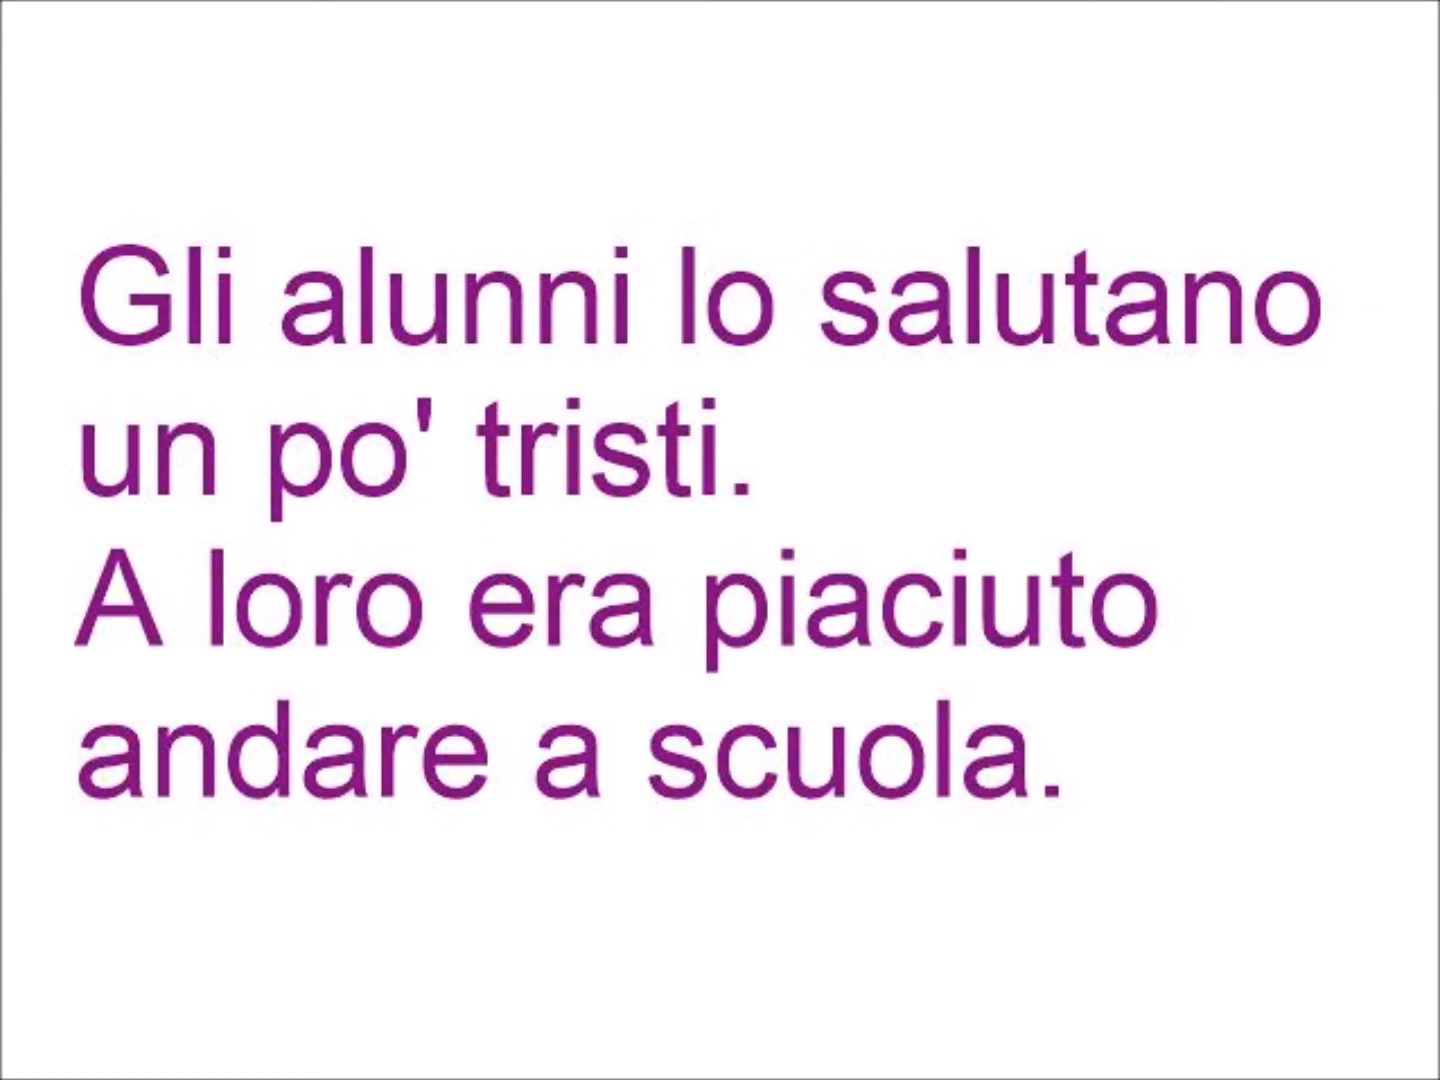 Gli alunni lo salutano
un po' tristi.
A loro era piaciuto
andare a scuola.